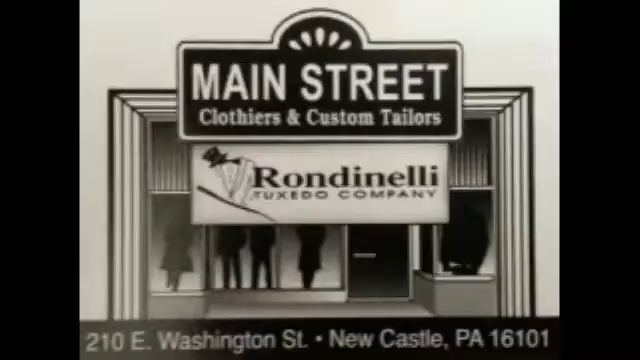 MAIN STREET
Clothiers & Custom Tailors
Rondinelli
TUXEDO COMPANY
210 E. Washington St. • New Castle, PA 16101